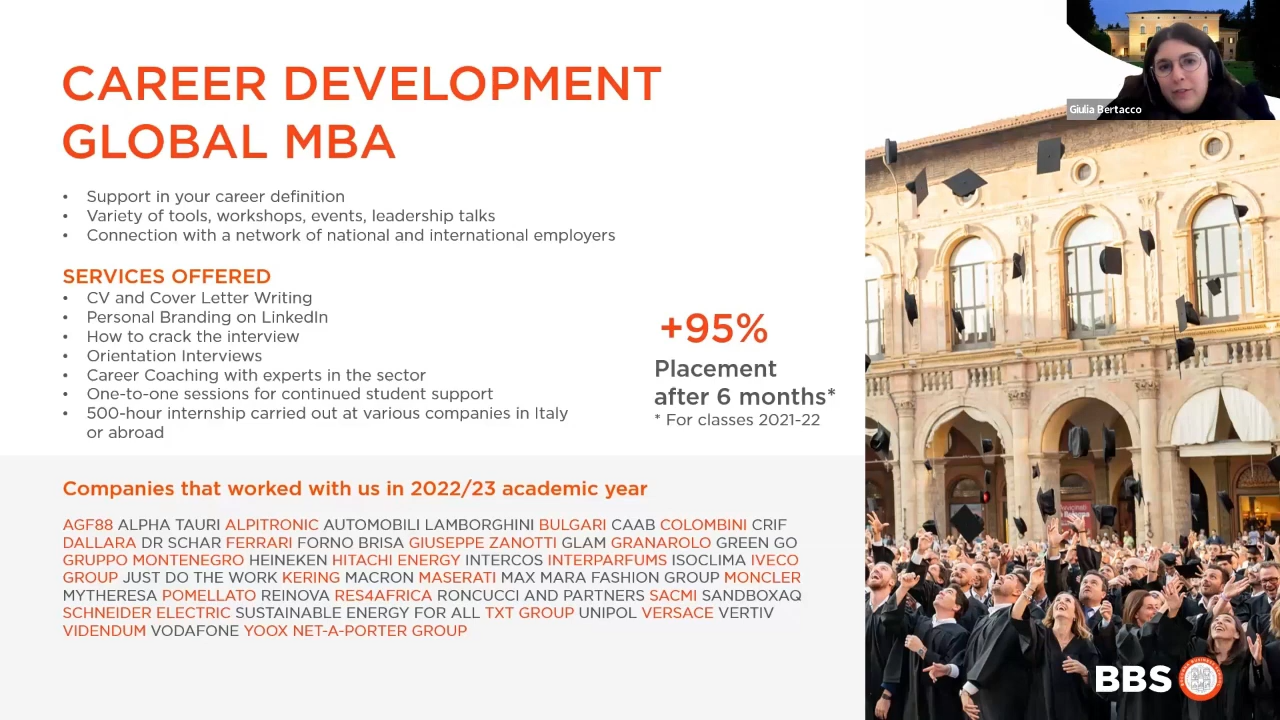 CAREER DEVELOPMENT
GLOBAL MBA
• Support in your career definition
• Variety of tools, workshops, events, leadership talks
• Connection with a network of national and international employers
SERVICES OFFERED
• CV and Cover Letter Writing
• Personal Branding on LinkedIn
• How to crack the interview
• Orientation Interviews
• Career Coaching with experts in the sector
• One-to-one sessions for continued student support
• 500-hour internship carried out at various companies in Italy
or abroad
+95%
Placement
after 6 months*
* For classes 2021-22
Companies that worked with us in 2022/23 academic year
AGF88 ALPHA TAURI ALPITRONIC AUTOMOBILI LAMBORGHINI BULGARI CAAB COLOMBINI CRIF
DALLARA DR SCHAR FERRARI FORNO BRISA GIUSEPPE ZANOTTI GLAM GRANAROLO GREEN GO
GRUPPO MONTENEGRO HEINEKEN HITACHI ENERGY INTERCOS INTERPARFUMS ISOCLIMA IVECO
GROUP JUST DO THE WORK KERING MACRON MASERATI MAX MARA FASHION GROUP MONCLER
MYTHERESA POMELLATO REINOVA RES4AFRICA RONCUCCI AND PARTNERS SACMI SANDBOXAQ
SCHNEIDER ELECTRIC SUSTAINABLE ENERGY FOR ALL TXT GROUP UNIPOL VERSACE VERTIV
VIDENDUM VODAFONE YOOX NET-A-PORTER GROUP
Giulia Bertacco
BBS